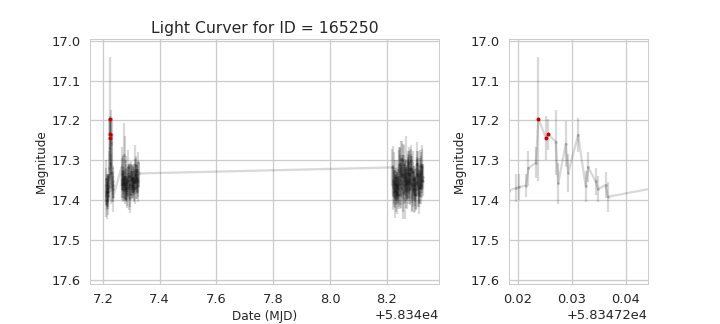 Light Curver for ID = 165250
Magnitude
17.0
17.1
17.2
17.3
17.4
17.5
17.6
7.2 7.4 7.6 7.8 8.0 8.2
Date (MJD)
+5.834e4
Magnitude
17.0
17.1
17.2
17.3
17.4
17.5
17.6
0.02 0.03 0.04
+5.83472e4